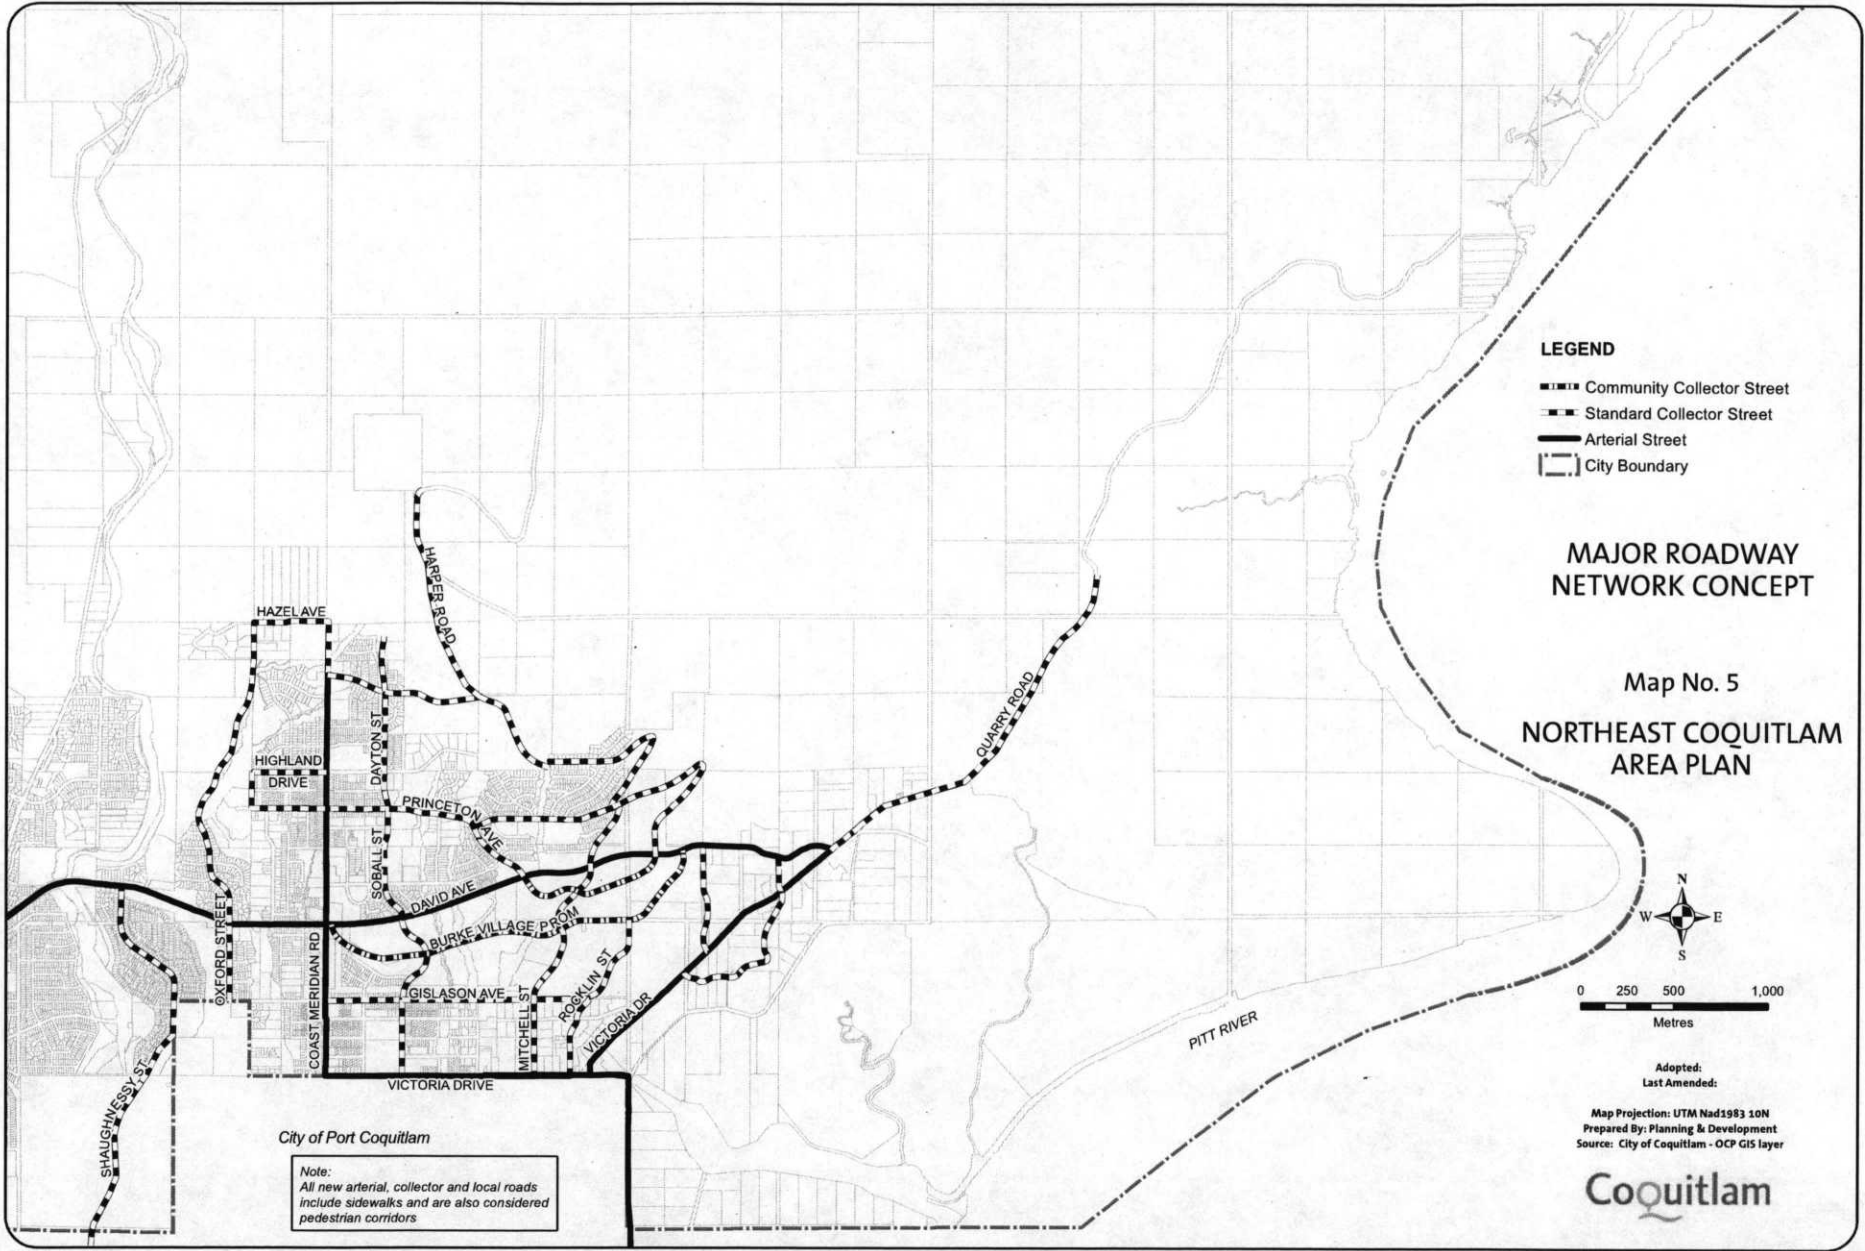 LEGEND
Community Collector Street
Standard Collector Street
Arterial Street
City Boundary
MAJOR ROADWAY
NETWORK CONCEPT
Map No. 5
NORTHEAST COQUITLAM
AREA PLAN
HARPER ROAD
HAZEL AVE
QUARRY ROAD
DAYTON ST
HIGHLAND
DRIVE
PRINCETON AVE
SOBALL ST
DAVID AVE
BURKE VILLAGE PROM
OXFORD STREET
COAST MERIDIAN RD
GISLASON AVE
MITCHELL ST
ROCKLIN ST
VICTORIA DR
VICTORIA DRIVE
SHAUGHNESSY ST
PITT RIVER
N
W
E
S
0 250 500 1,000
Metres
Adopted:
Last Amended:
Map Projection: UTM Nad1983 10N
Prepared By: Planning & Development
Source: City of Coquitlam - OCP GIS layer
Coquitlam
City of Port Coquitlam
Note:
All new arterial, collector and local roads
include sidewalks and are also considered
pedestrian corridors